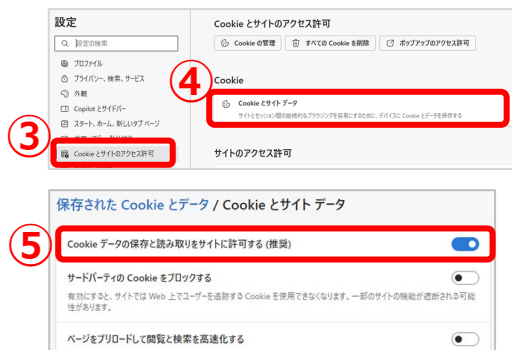 設定
設定の検索
プロファイル
プライバシー、検索、サービス
外観
Copilot とサイドバー
スタート、ホーム、新しいタブ ページ
Cookie とサイトのアクセス許可
③
Cookie とサイトのアクセス許可
Cookie の管理
すべての Cookie を削除
ポップアップのアクセス許可
Cookie
④
Cookie とサイト データ
サイトとセッション間の継続的なブラウジングを容易にするために、デバイスに Cookie とデータを保存する
サイトのアクセス許可
保存された Cookie とデータ / Cookie とサイト データ
⑤
Cookie データの保存と読み取りをサイトに許可する (推奨)
サードパーティの Cookie をブロックする
有効にすると、サイトでは Web 上でユーザーを追跡する Cookie を使用できなくなります。一部のサイトの機能が遮断される可能
性があります。
ページをプリロードして閲覧と検索を高速化する